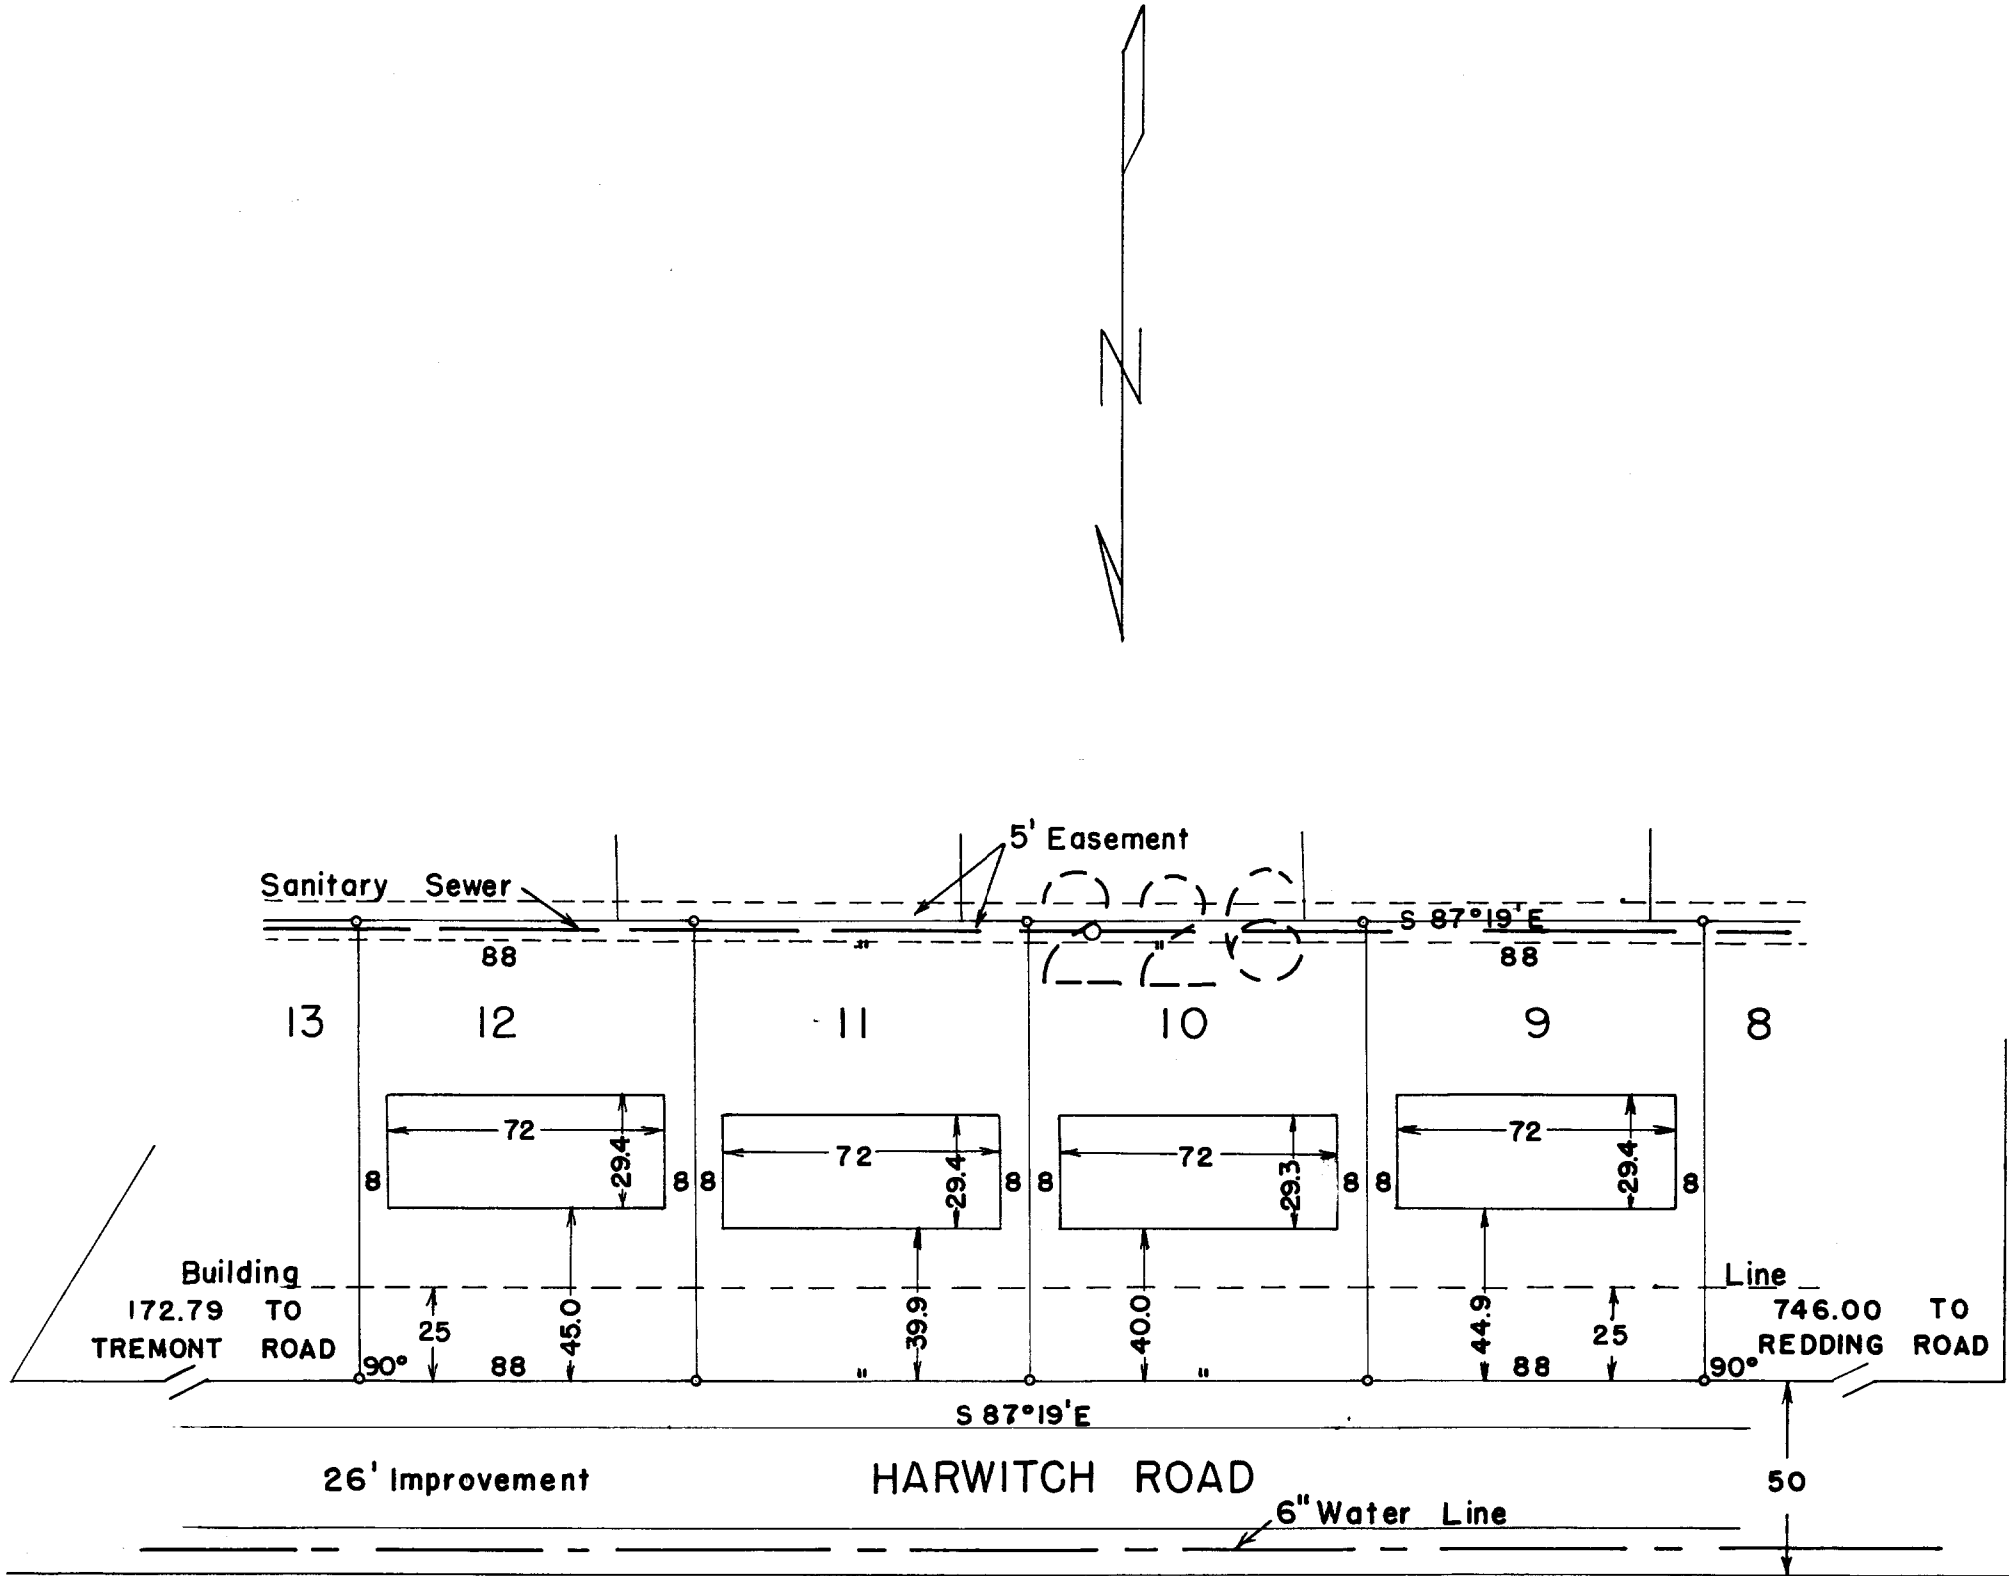 N
5' Easement
Sanitary Sewer
S 87°19'E
88 " " 88
13 12 11 10 9 8
72 29.4 72 29.4 72 29.3 72 29.4
8 8 8 8 8 8 8 8
Building Line
172.79 TO
TREMONT ROAD
25 45.0 39.9 40.0 44.9 25
746.00 TO
REDDING ROAD
90° 88 " " 88 90°
S 87°19'E
26' Improvement
HARWITCH ROAD
50
6" Water Line